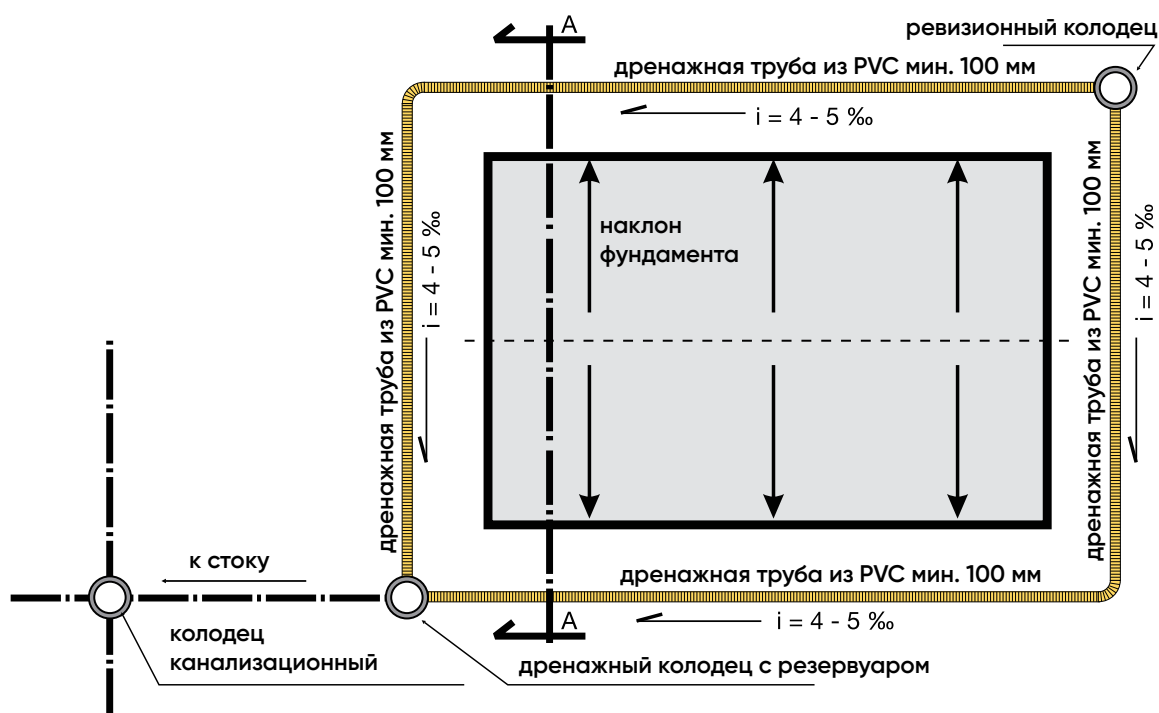 A
ревизионный колодец
дренажная труба из PVC мин. 100 мм
i = 4 - 5 ‰
дренажная труба из PVC мин. 100 мм
i = 4 - 5 ‰
наклон
фундамента
дренажная труба из PVC мин. 100 мм
i = 4 - 5 ‰
к стоку
дренажная труба из PVC мин. 100 мм
A
i = 4 - 5 ‰
колодец
канализационный
дренажный колодец с резервуаром